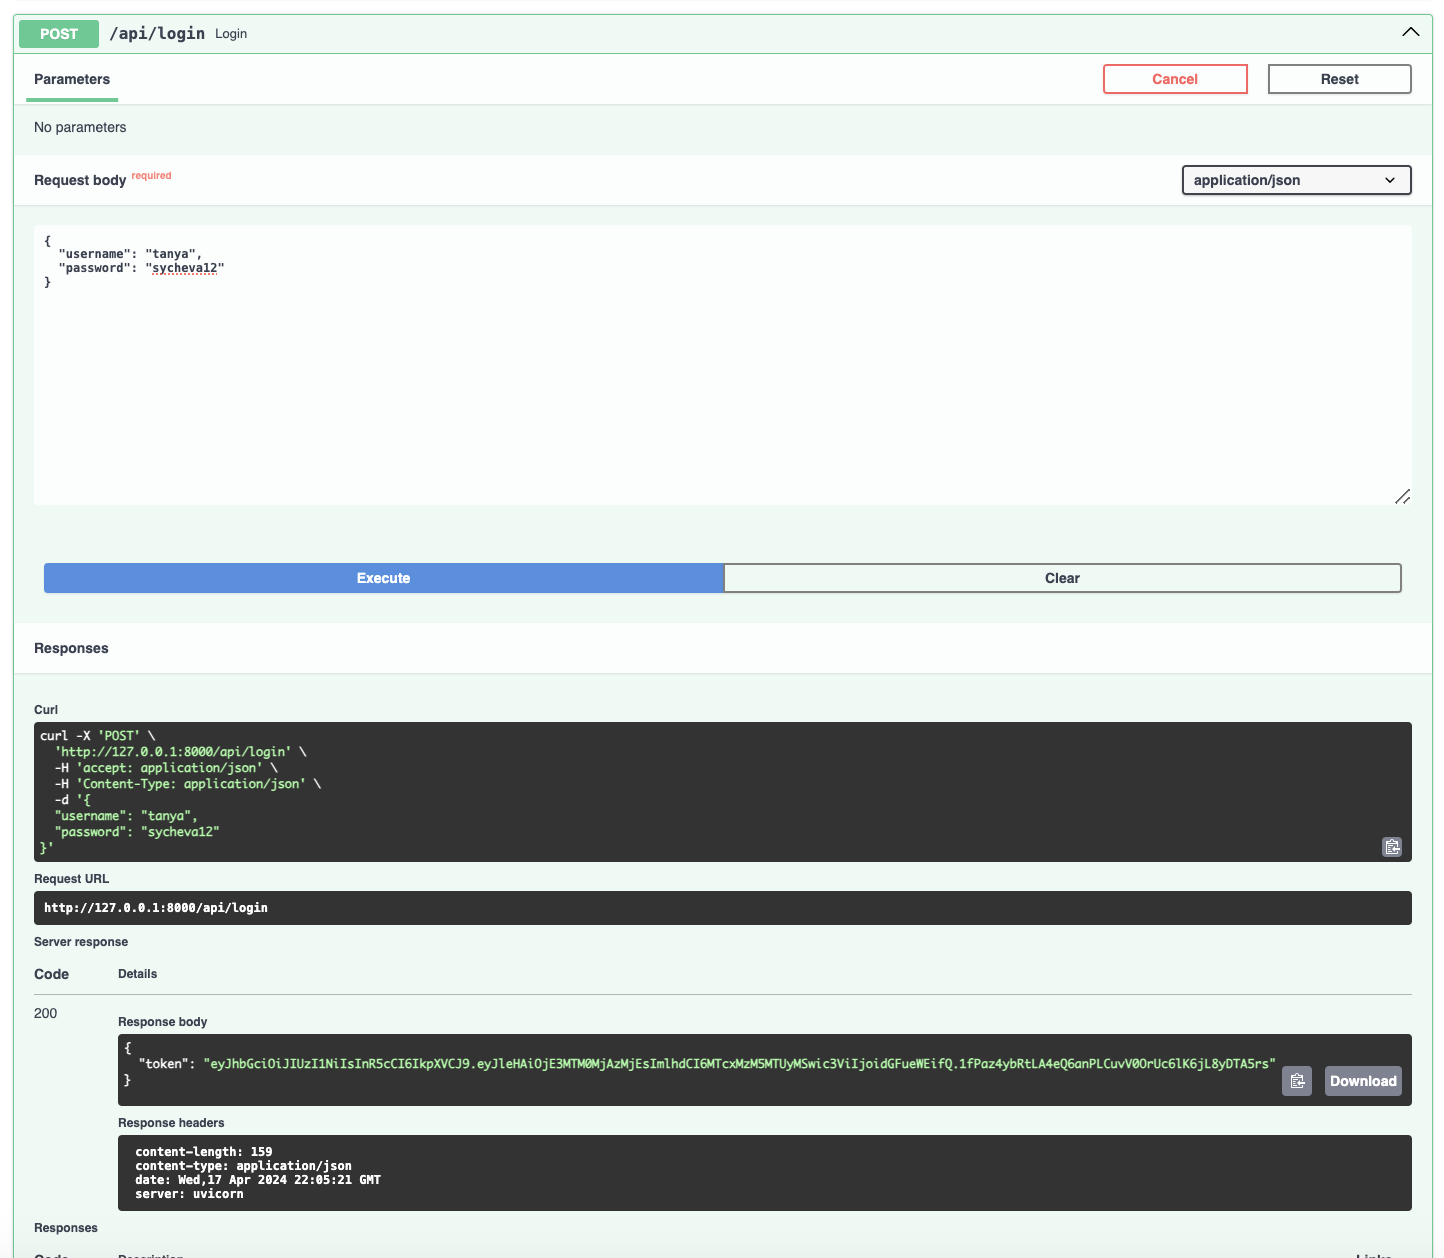 POST /api/login Login
Parameters
Cancel
Reset
No parameters
Request body required
application/json
{
  "username": "tanya",
  "password": "sycheva12"
}
Execute
Clear
Responses
Curl
curl -X 'POST' \
  'http://127.0.0.1:8000/api/login' \
  -H 'accept: application/json' \
  -H 'Content-Type: application/json' \
  -d '{
  "username": "tanya",
  "password": "sycheva12"
}'
Request URL
http://127.0.0.1:8000/api/login
Server response
Code Details
200
Response body
{
  "token": "eyJhbGciOiJIUzI1NiIsInR5cCI6IkpXVCJ9.eyJleHAiOjE3MTM0MjAzMjEsImlhdCI6MTcxMzM5MTUyMSwic3ViIjoidGFueWEifQ.1fPaz4ybRtLA4eQ6anPLCuvV0OrUc6lK6jL8yDTA5rs"
}
Download
Response headers
content-length: 159
content-type: application/json
date: Wed,17 Apr 2024 22:05:21 GMT
server: uvicorn
Responses
Code Description Links